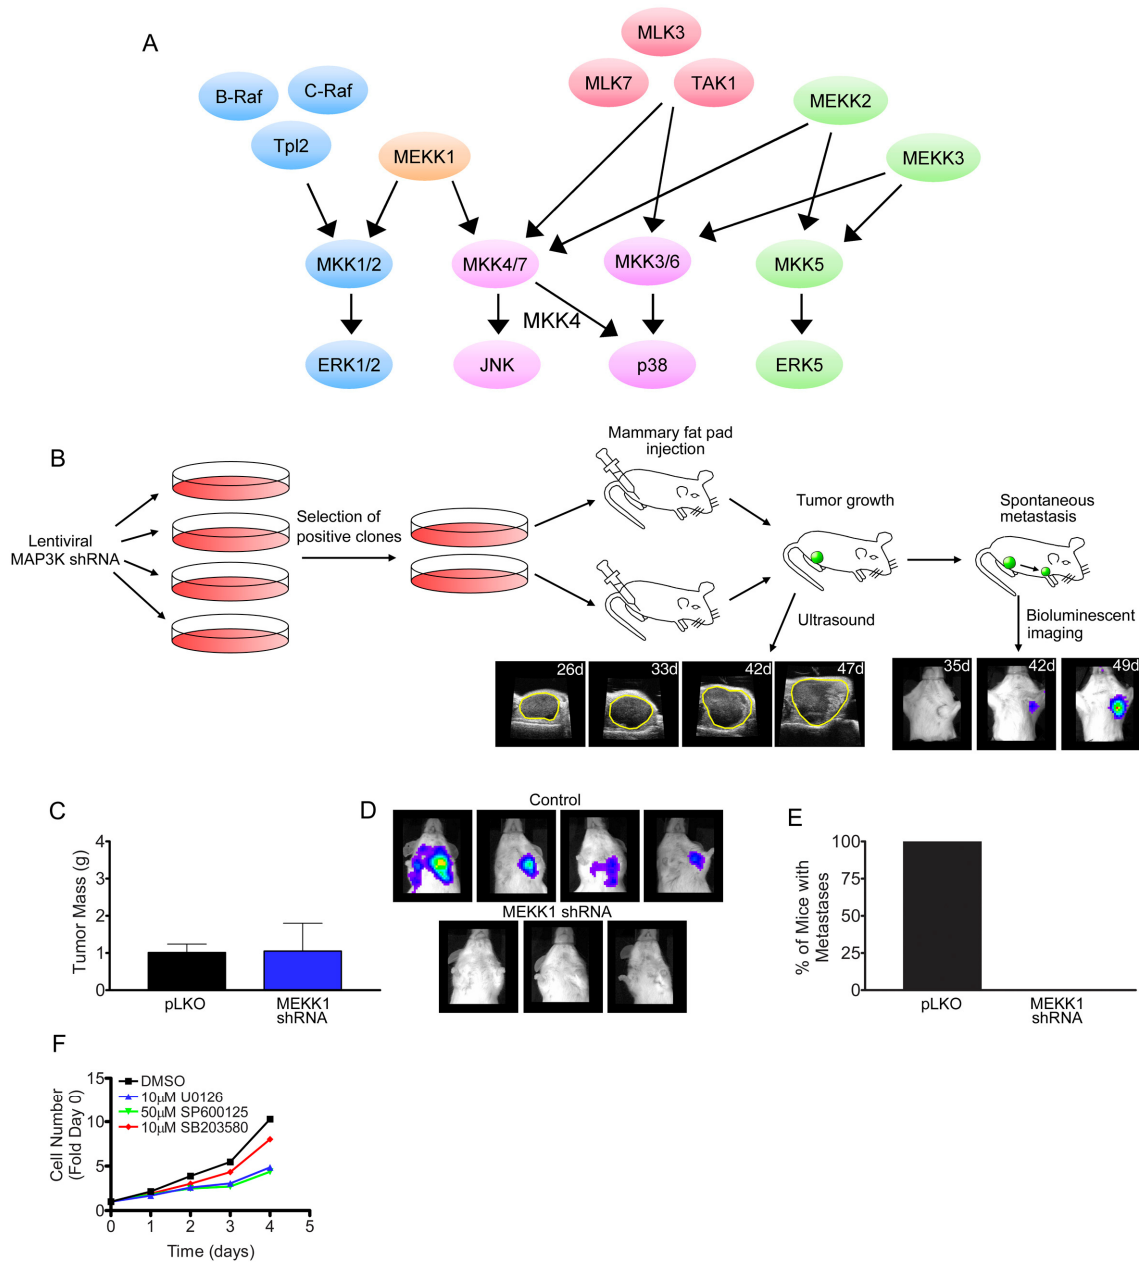 A
MLK3
MLK7
TAK1
B-Raf
C-Raf
Tpl2
MEKK1
MEKK2
MEKK3
MKK1/2
MKK4/7
MKK3/6
MKK5
MKK4
ERK1/2
JNK
p38
ERK5
B
Lentiviral
MAP3K shRNA
Selection of
positive clones
Mammary fat pad
injection
Tumor growth
Spontaneous
metastasis
Ultrasound
Bioluminescent
imaging
26d
33d
42d
47d
35d
42d
49d
C
Tumor Mass (g)
4
3
2
1
0
pLKO
MEKK1
shRNA
D
Control
MEKK1 shRNA
E
% of Mice with
Metastases
100
75
50
25
0
pLKO
MEKK1
shRNA
F
Cell Number
(Fold Day 0)
15
10
5
0
DMSO
10µM U0126
50µM SP600125
10µM SB203580
0 1 2 3 4 5
Time (days)